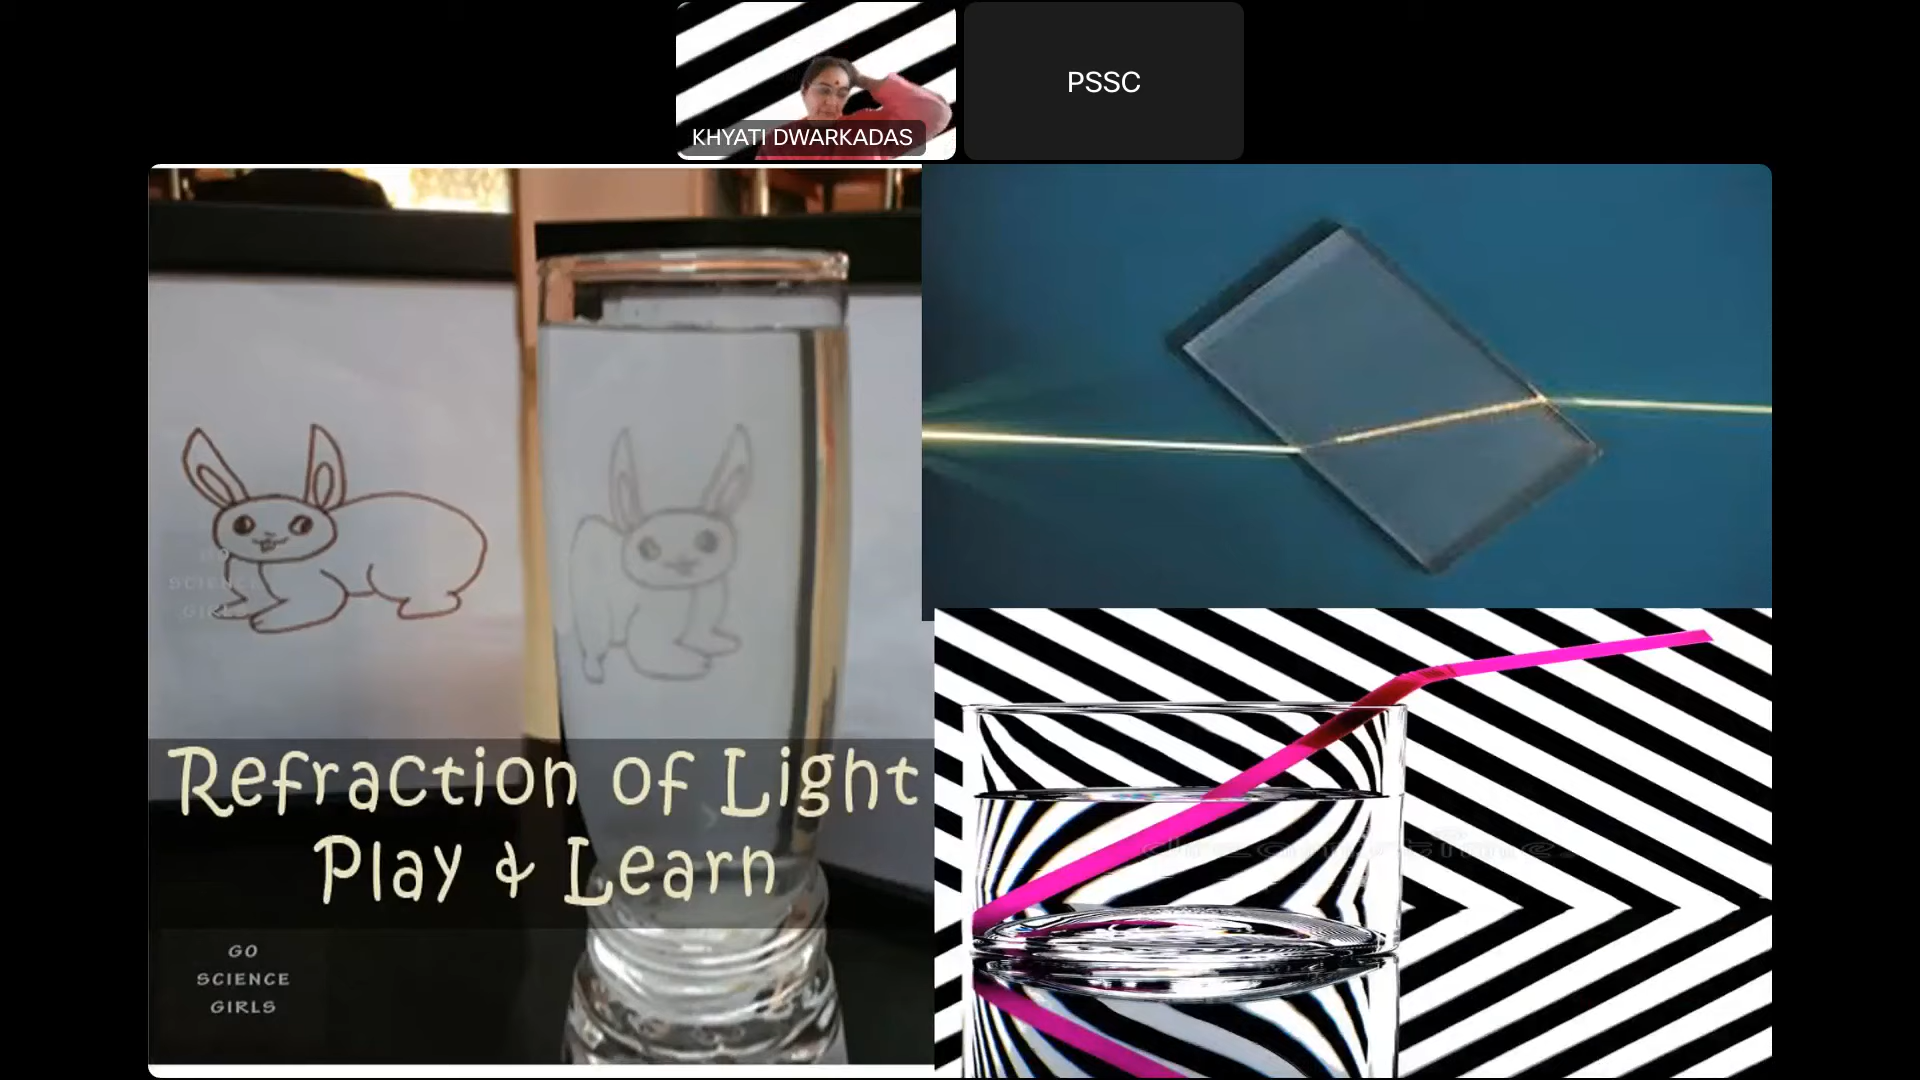 KHYATI DWARKADAS
PSSC
GO
SCIENCE
GIRLS
Refraction of Light
Play & Learn
GO
SCIENCE
GIRLS